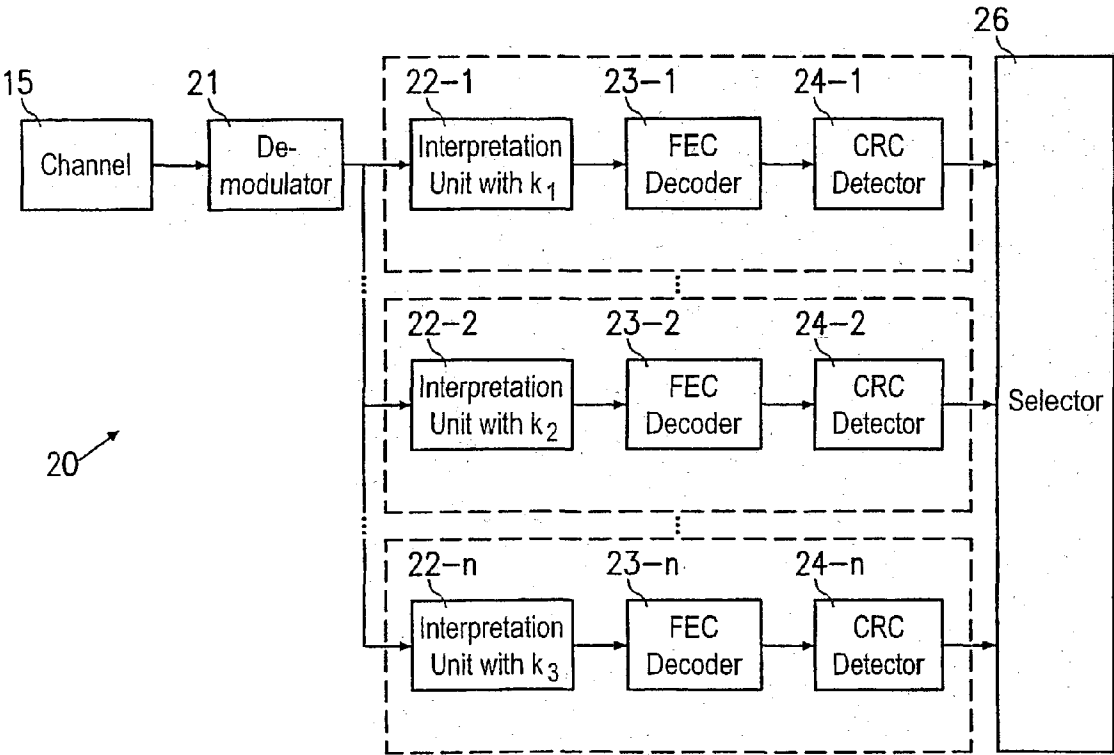 26
15
21
22-1
23-1
24-1
Channel
De-
modulator
Interpretation
Unit with k1
FEC
Decoder
CRC
Detector
22-2
23-2
24-2
Interpretation
Unit with k2
FEC
Decoder
CRC
Detector
Selector
20
22-n
23-n
24-n
Interpretation
Unit with k3
FEC
Decoder
CRC
Detector